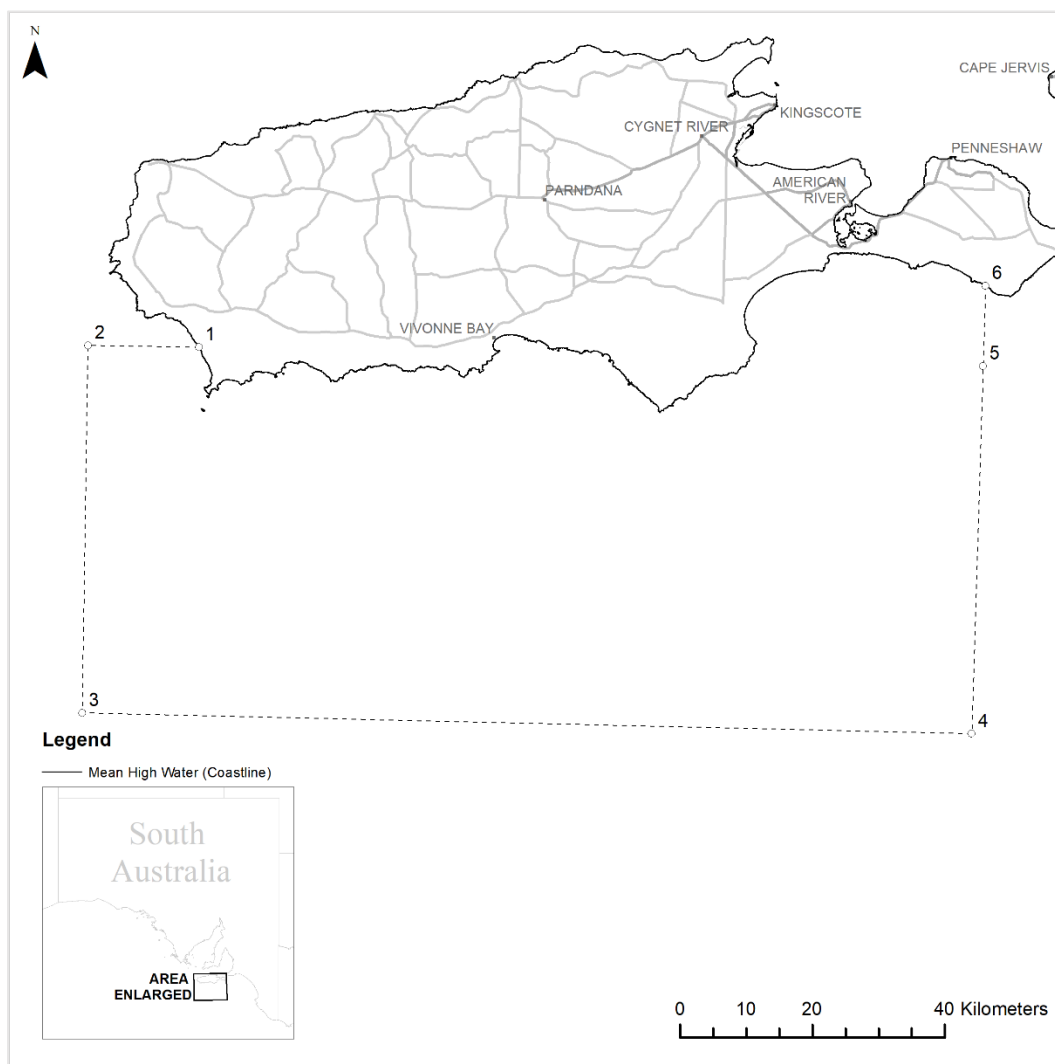 N
CAPE JERVIS
KINGSCOTE
CYGNET RIVER
PENNESHAW
AMERICAN
RIVER
PARNDANA
6
VIVONNE BAY
2
1
5
3
4
Legend
Mean High Water (Coastline)
South
Australia
AREA
ENLARGED
0 10 20 40 Kilometers